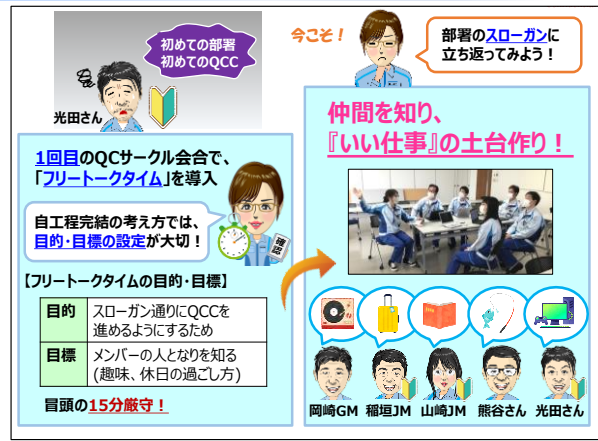 初めての部署
初めてのQCC
光田さん
今こそ！
部署のスローガンに
立ち返ってみよう！
1回目のQCサークル会合で、
「フリートークタイム」を導入
自工程完結の考え方では、
目的・目標の設定が大切！
確認
【フリートークタイムの目的・目標】
目的 スローガン通りにQCCを
進めるようにするため
目標 メンバーの人となりを知る
(趣味、休日の過ごし方)
冒頭の15分厳守！
仲間を知り、
『いい仕事』の土台作り！
岡崎GM 稲垣JM 山崎JM 熊谷さん 光田さん